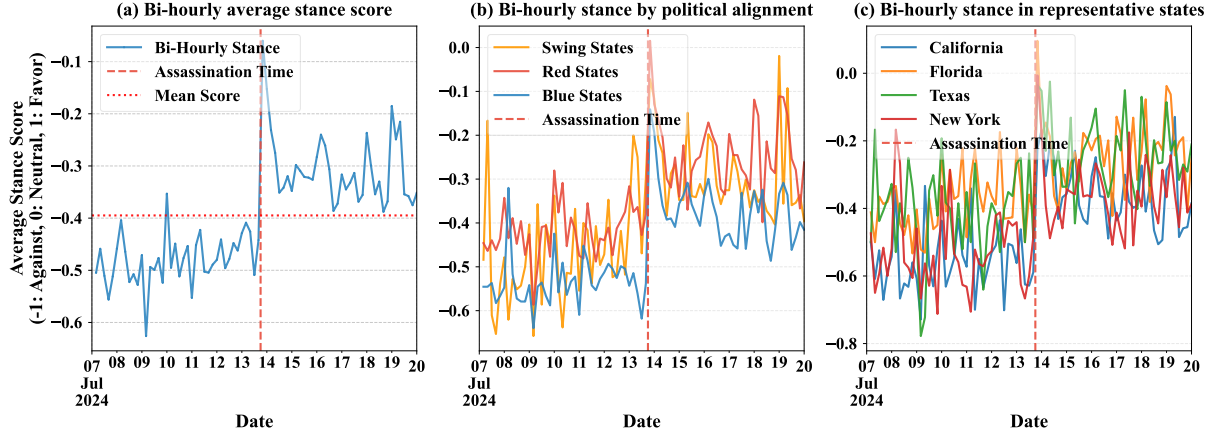 (a) Bi-hourly average stance score
Average Stance Score
(-1: Against, 0: Neutral, 1: Favor)
−0.1
−0.2
−0.3
−0.4
−0.5
−0.6
Bi-Hourly Stance
Assassination Time
Mean Score
07 08 09 10 11 12 13 14 15 16 17 18 19 20
Jul
2024
Date
(b) Bi-hourly stance by political alignment
0.0
−0.1
−0.2
−0.3
−0.4
−0.5
−0.6
Swing States
Red States
Blue States
Assassination Time
07 08 09 10 11 12 13 14 15 16 17 18 19 20
Jul
2024
Date
(c) Bi-hourly stance in representative states
0.0
−0.2
−0.4
−0.6
−0.8
California
Florida
Texas
New York
Assassination Time
07 08 09 10 11 12 13 14 15 16 17 18 19 20
Jul
2024
Date